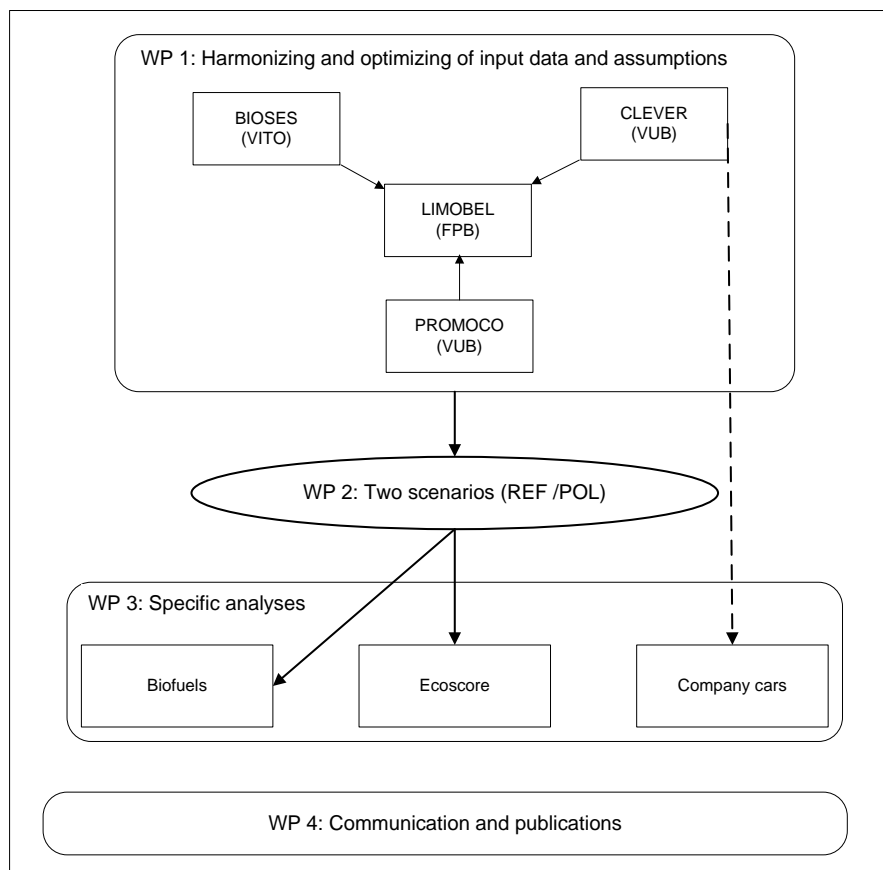 WP 1: Harmonizing and optimizing of input data and assumptions
BIOSES
(VITO)
CLEVER
(VUB)
LIMOBEL
(FPB)
PROMOCO
(VUB)
WP 2: Two scenarios (REF /POL)
WP 3: Specific analyses
Biofuels
Ecoscore
Company cars
WP 4: Communication and publications